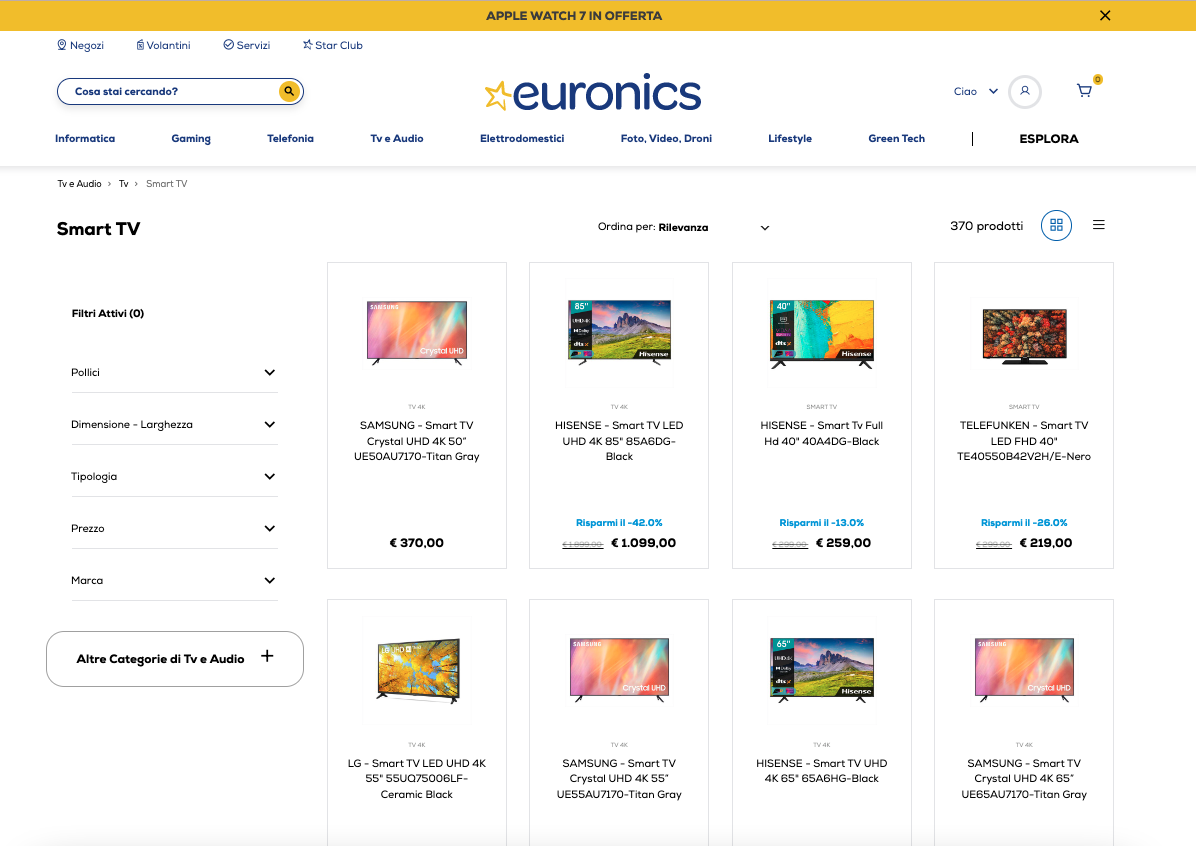 APPLE WATCH 7 IN OFFERTA
Negozi
Volantini
Servizi
Star Club
Cosa stai cercando?
euronics
Ciao
0
Informatica
Gaming
Telefonia
Tv e Audio
Elettrodomestici
Foto, Video, Droni
Lifestyle
Green Tech
ESPLORA
Tv e Audio > Tv > Smart TV
Smart TV
Ordina per: Rilevanza
370 prodotti
Filtri Attivi (0)
Pollici
Dimensione - Larghezza
Tipologia
Prezzo
Marca
Altre Categorie di Tv e Audio
SAMSUNG
Crystal UHD
TV 4K
SAMSUNG - Smart TV
Crystal UHD 4K 50”
UE50AU7170-Titan Gray
€ 370,00
85"
Hisense
TV 4K
HISENSE - Smart TV LED
UHD 4K 85" 85A6DG-
Black
Risparmi il -42.0%
€ 1.899,00 € 1.099,00
40"
Hisense
SMART TV
HISENSE - Smart Tv Full
Hd 40" 40A4DG-Black
Risparmi il -13.0%
€ 299,00 € 259,00
SMART TV
TELEFUNKEN - Smart TV
LED FHD 40"
TE40550B42V2H/E-Nero
Risparmi il -26.0%
€ 299,00 € 219,00
LG UHD
TV 4K
LG - Smart TV LED UHD 4K
55" 55UQ75006LF-
Ceramic Black
SAMSUNG
Crystal UHD
TV 4K
SAMSUNG - Smart TV
Crystal UHD 4K 55”
UE55AU7170-Titan Gray
65"
Hisense
TV 4K
HISENSE - Smart TV UHD
4K 65" 65A6HG-Black
SAMSUNG
Crystal UHD
TV 4K
SAMSUNG - Smart TV
Crystal UHD 4K 65”
UE65AU7170-Titan Gray